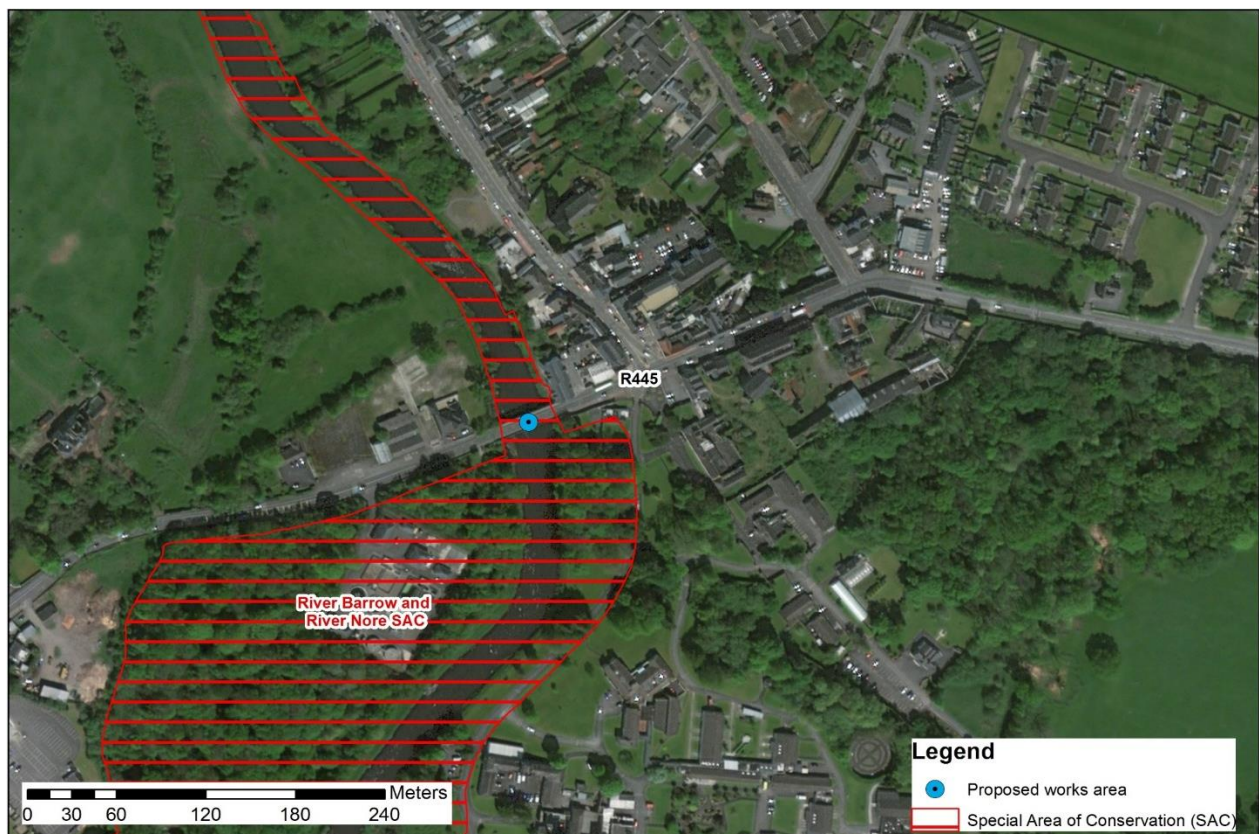 R445
River Barrow and
River Nore SAC
Meters
0 30 60 120 180 240
Legend
Proposed works area
Special Area of Conservation (SAC)